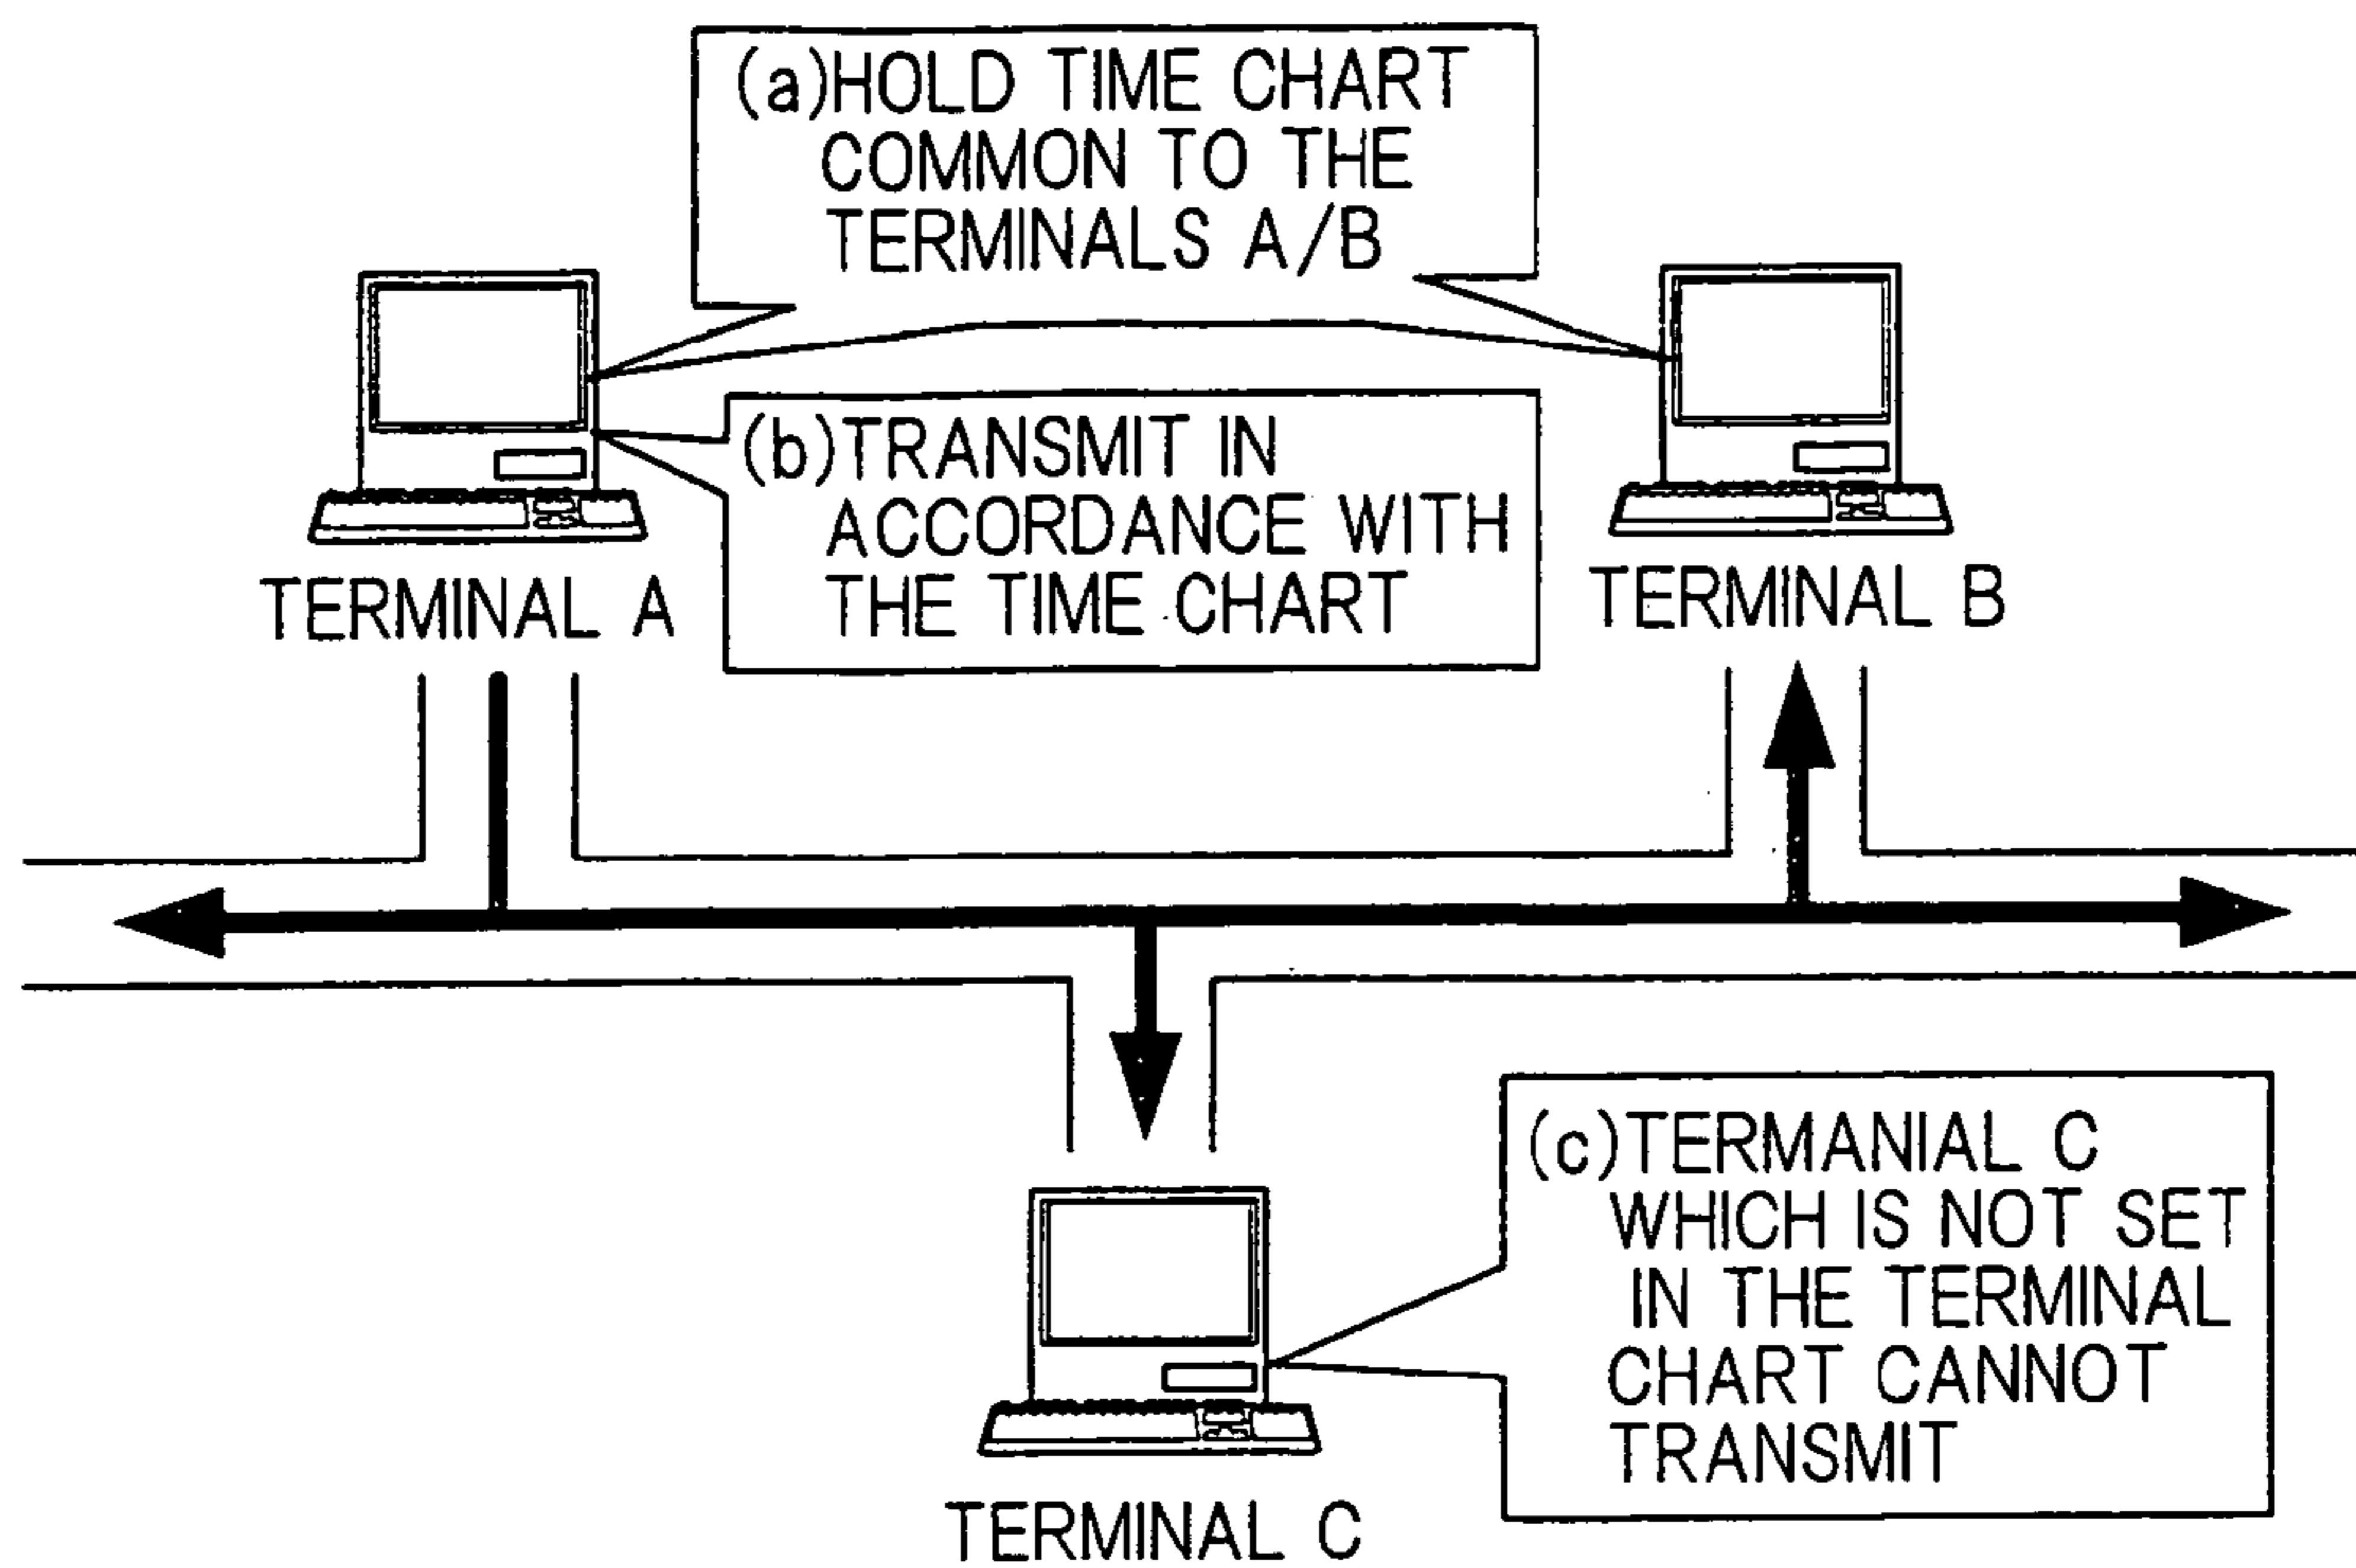 (a)HOLD TIME CHART
COMMON TO THE
TERMINALS A/B
(b)TRANSMIT IN
ACCORDANCE WITH
THE TIME CHART
TERMINAL A
TERMINAL B
(c)TERMANIAL C
WHICH IS NOT SET
IN THE TERMINAL
CHART CANNOT
TRANSMIT
TERMINAL C